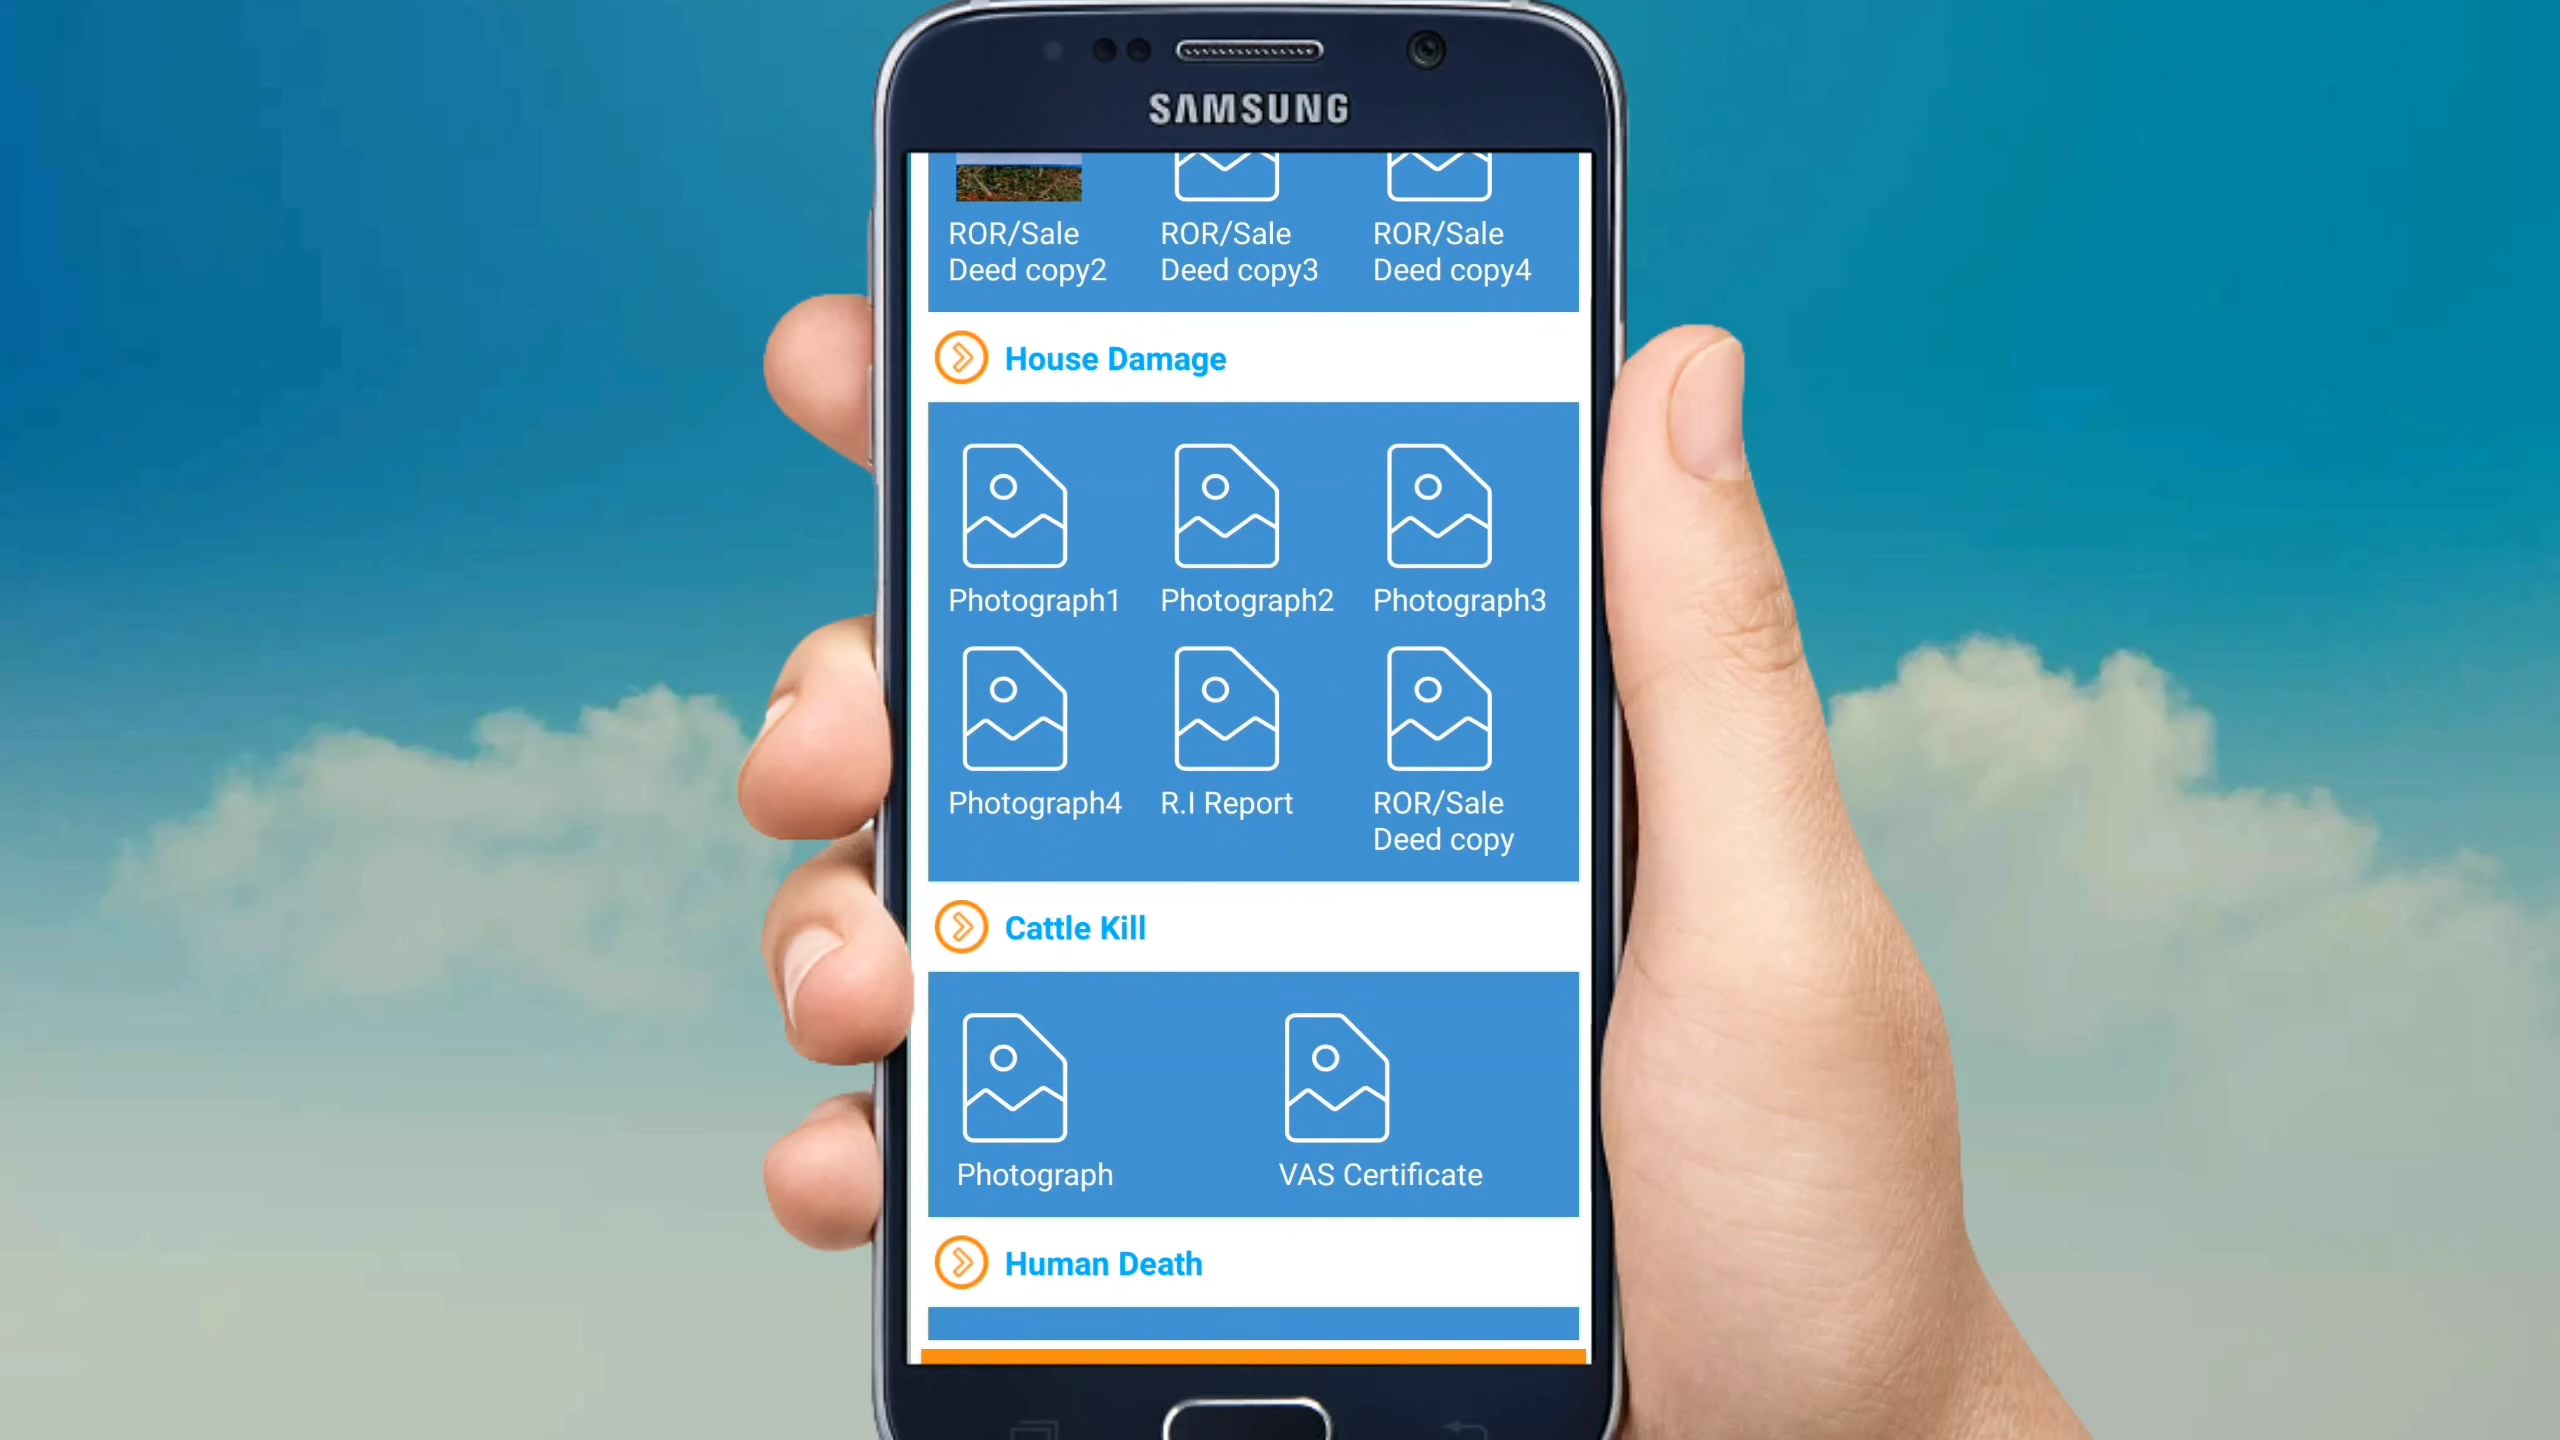 SAMSUNG
ROR/Sale ROR/Sale ROR/Sale
Deed copy2 Deed copy3 Deed copy4
House Damage
Photograph1 Photograph2 Photograph3
Photograph4 R.I Report ROR/Sale
Deed copy
Cattle Kill
Photograph VAS Certificate
Human Death